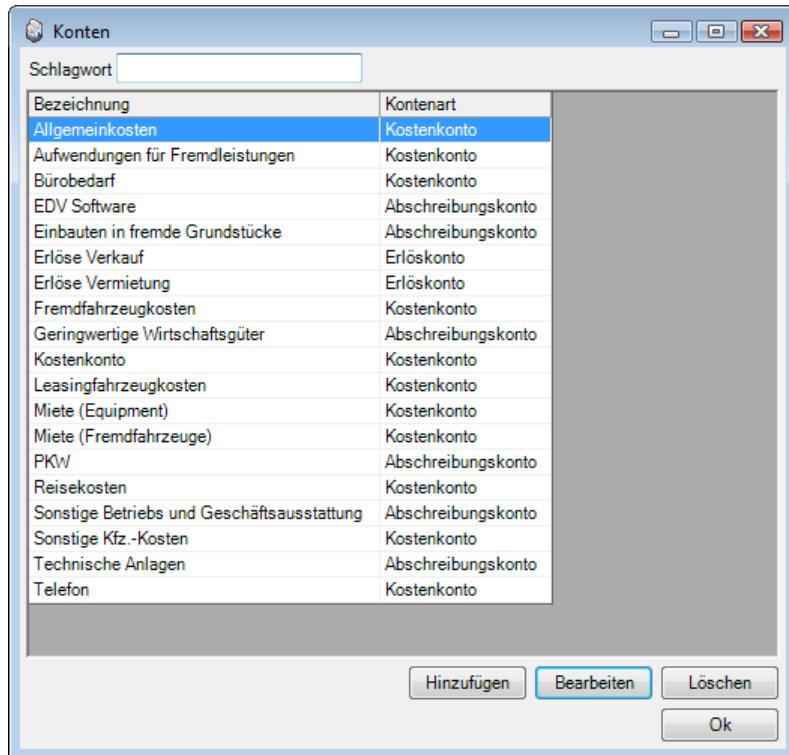 Konten
Schlagwort
Bezeichnung Kontenart
Allgemeinkosten Kostenkonto
Aufwendungen für Fremdleistungen Kostenkonto
Bürobedarf Kostenkonto
EDV Software Abschreibungskonto
Einbauten in fremde Grundstücke Abschreibungskonto
Erlöse Verkauf Erlöskonto
Erlöse Vermietung Erlöskonto
Fremdfahrzeugkosten Kostenkonto
Geringwertige Wirtschaftsgüter Abschreibungskonto
Kostenkonto Kostenkonto
Leasingfahrzeugkosten Kostenkonto
Miete (Equipment) Kostenkonto
Miete (Fremdfahrzeuge) Kostenkonto
PKW Abschreibungskonto
Reisekosten Kostenkonto
Sonstige Betriebs und Geschäftsausstattung Abschreibungskonto
Sonstige Kfz.-Kosten Kostenkonto
Technische Anlagen Abschreibungskonto
Telefon Kostenkonto
Hinzufügen Bearbeiten Löschen
Ok